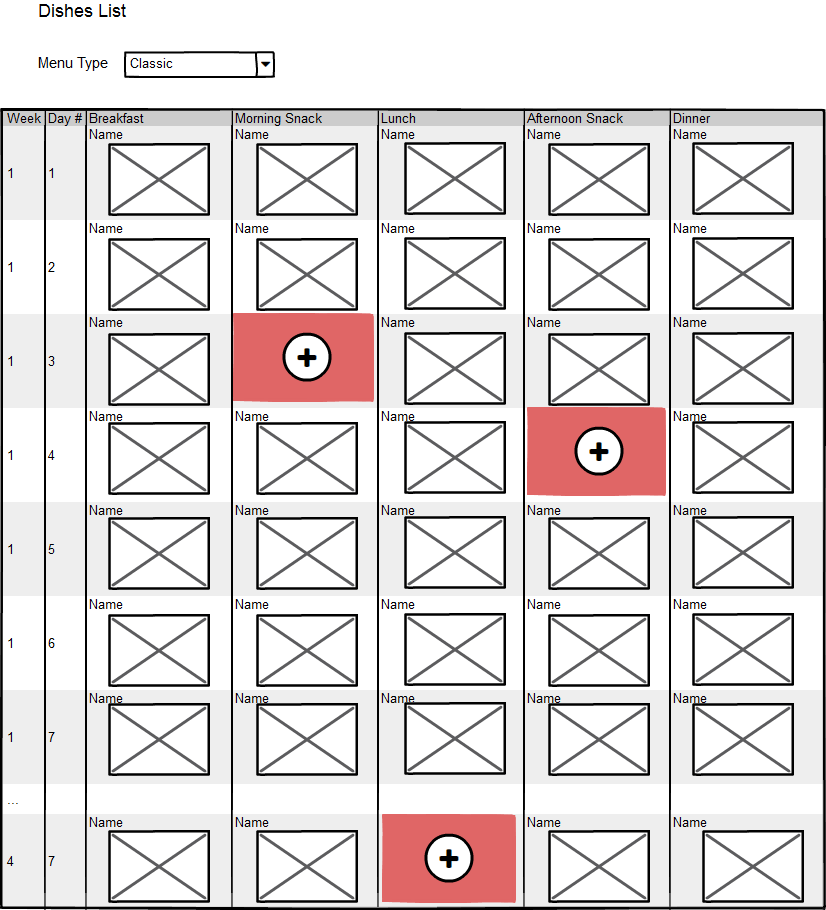 Dishes List
Menu Type Classic
Week Day # Breakfast Morning Snack Lunch Afternoon Snack Dinner
Name Name Name Name Name
1 1
Name Name Name Name Name
1 2
Name Name Name Name
1 3
Name Name Name Name
1 4
Name Name Name Name Name
1 5
Name Name Name Name Name
1 6
Name Name Name Name Name
1 7
...
Name Name Name Name
4 7